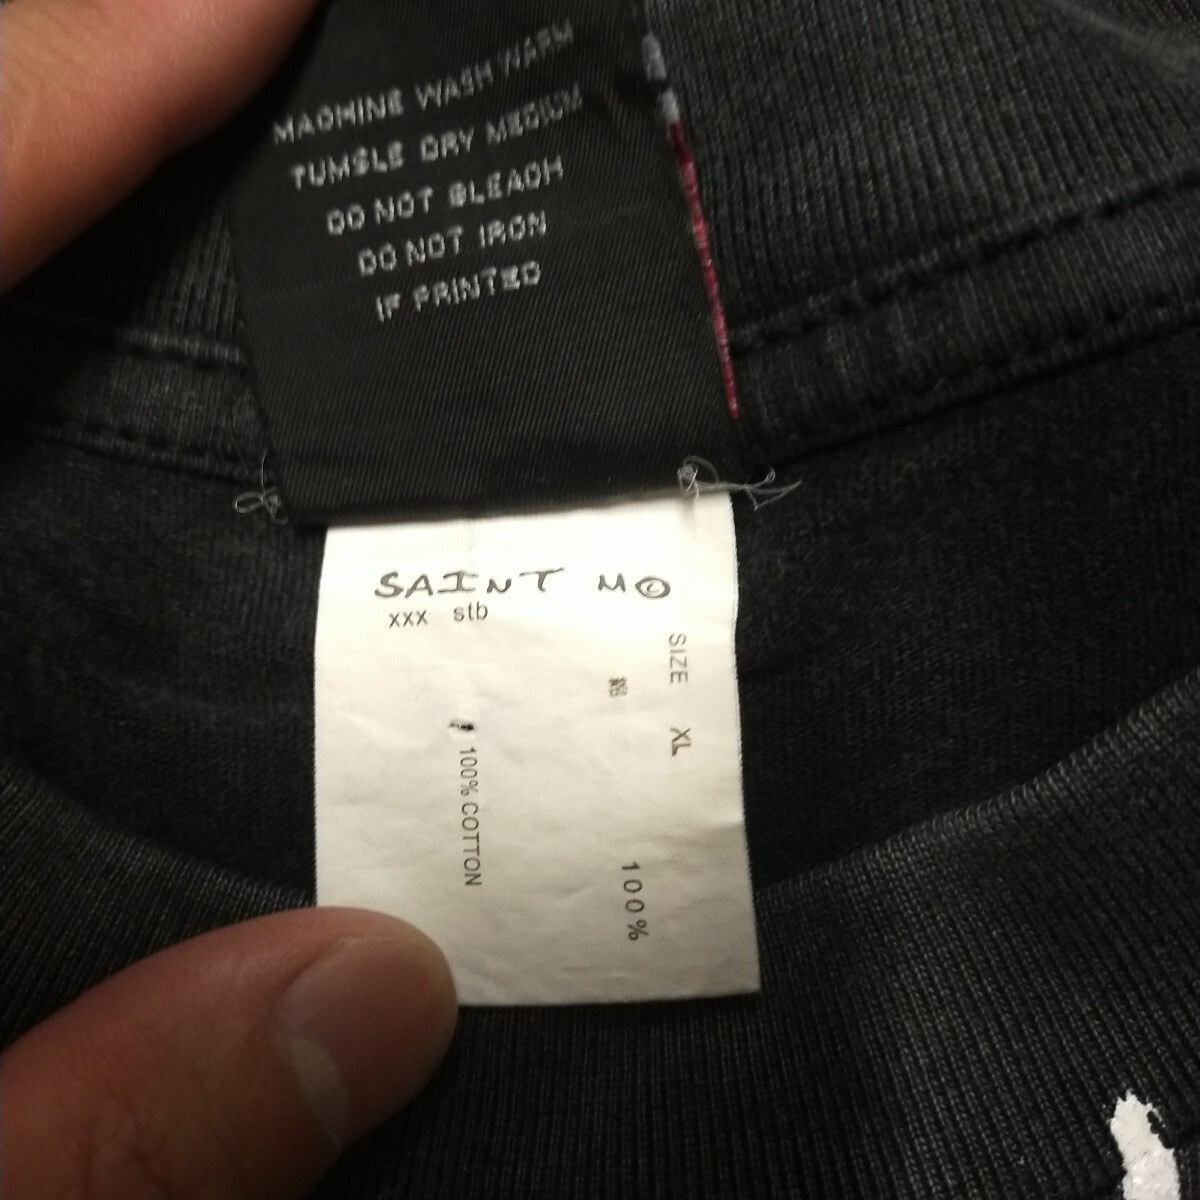 MACHINE WASH WARM
TUMBLE DRY MEDIUM
DO NOT BLEACH
DO NOT IRON
IF PRINTED
SAINT M©
xxx stb
SIZE XL
100%
100% COTTON